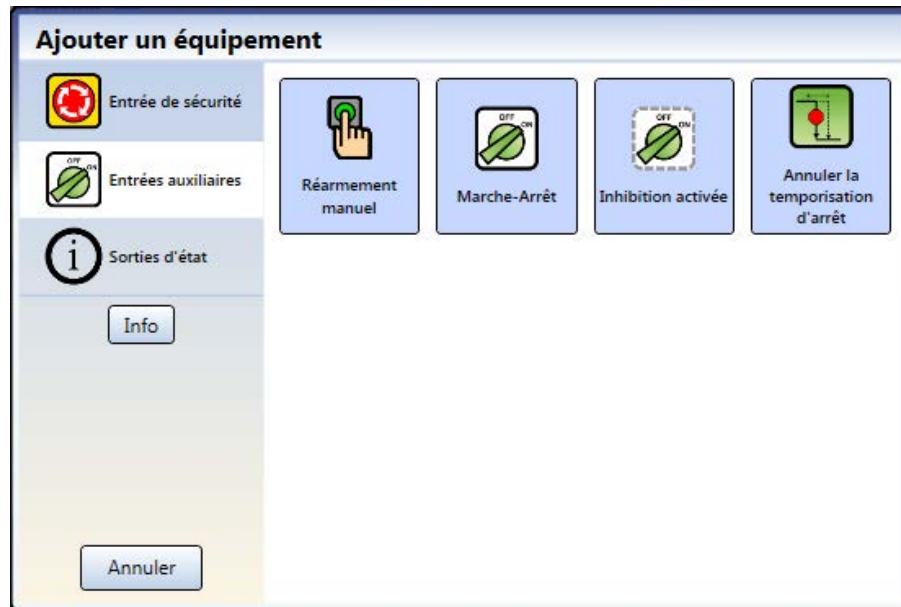 Ajouter un équipement
Entrée de sécurité
OFF
ON
Entrées auxiliaires
i
Sorties d'état
Info
Annuler
Réarmement
manuel
OFF
ON
Marche-Arrêt
OFF
ON
Inhibition activée
Annuler la
temporisation
d'arrêt